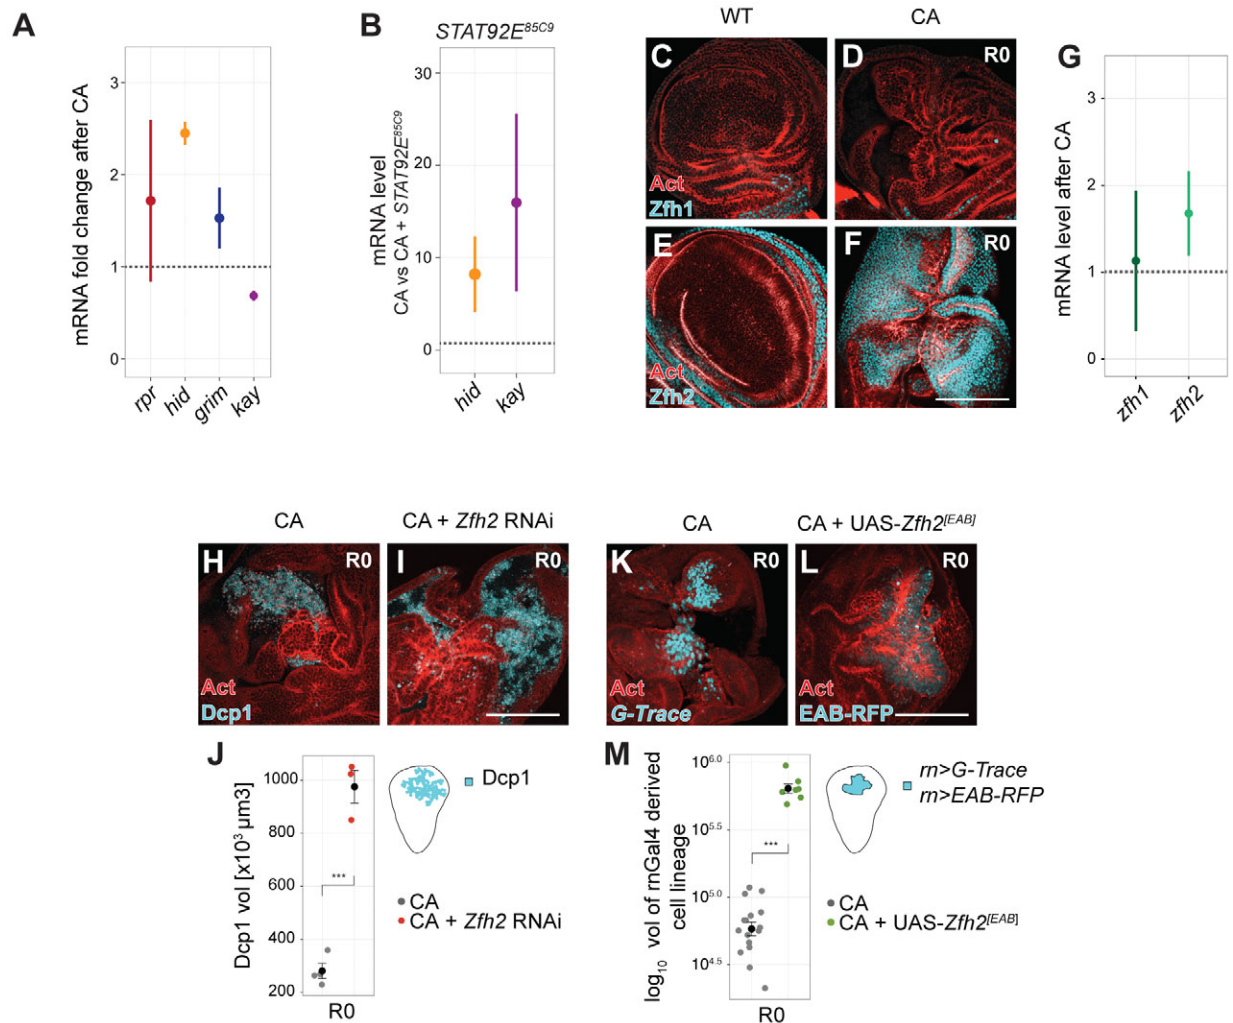 A
mRNA fold change after CA
3
2
1
0
rpr
hid
grim
kay
B
STAT92E^85C9
mRNA level
CA vs CA + STAT92E^85C9
30
20
10
0
hid
kay
WT
CA
C
Act
Zfh1
D
R0
E
Act
Zfh2
F
R0
G
mRNA level after CA
3
2
1
0
zfh1
zfh2
CA
CA + Zfh2 RNAi
H
R0
Act
Dcp1
I
R0
CA
CA + UAS-Zfh2^[EAB]
K
R0
Act
G-Trace
L
R0
Act
EAB-RFP
J
Dcp1 vol [x10³ µm3]
1000
800
600
400
200
***
R0
Dcp1
CA
CA + Zfh2 RNAi
M
log₁₀ vol of rnGal4 derived
cell lineage
10^6.0
10^5.5
10^5.0
10^4.5
***
R0
rn>G-Trace
rn>EAB-RFP
CA
CA + UAS-Zfh2^[EAB]